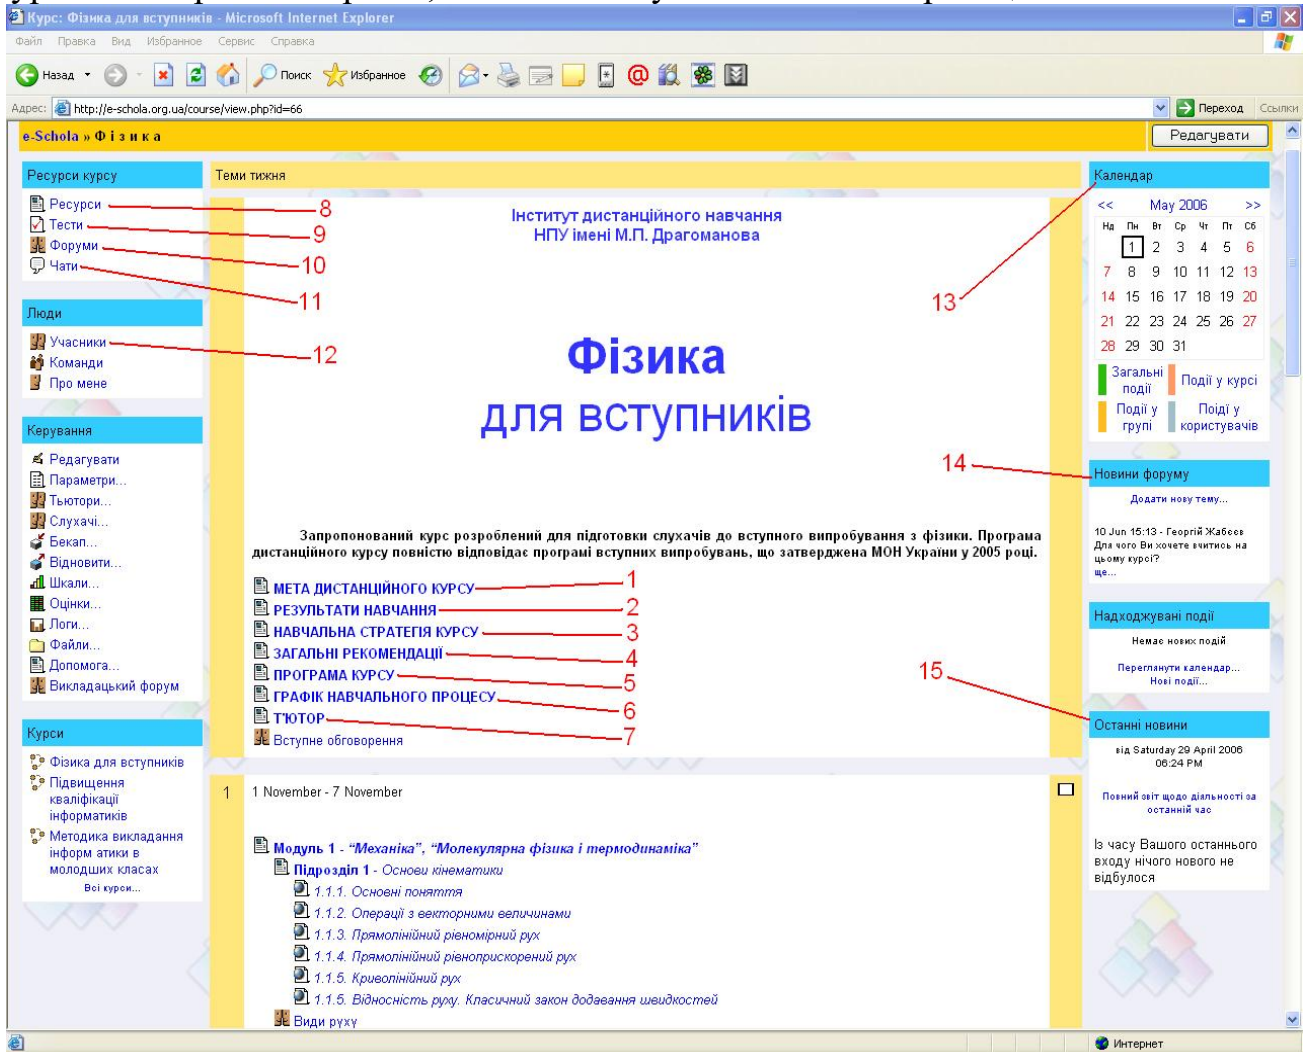 Курс: Фізика для вступників - Microsoft Internet Explorer
Файл Правка Вид Избранное Сервис Справка
Назад Поиск Избранное
Адрес: http://e-schola.org.ua/course/view.php?id=66 Переход Ссылки
e-Schola » Ф і з и к а Редагувати
Ресурси курсу
Ресурси
Тести
Форуми
Чати
8
9
10
11
Люди
Учасники
Команди
Про мене
12
Керування
Редагувати
Параметри...
Тьютори...
Слухачі...
Бекап...
Відновити...
Шкали...
Оцінки...
Логи...
Файли...
Допомога...
Викладацький форум
Курси
Фізика для вступників
Підвищення
кваліфікації
інформатиків
Методика викладання
інформ атики в
молодших класах
Всі курси...
Теми тижня
Інститут дистанційного навчання
НПУ імені М.П. Драгоманова
Фізика
для вступників
Запропонований курс розроблений для підготовки слухачів до вступного випробування з фізики. Програма
дистанційного курсу повністю відповідає програмі вступних випробувань, що затверджена МОН України у 2005 році.
МЕТА ДИСТАНЦІЙНОГО КУРСУ 1
РЕЗУЛЬТАТИ НАВЧАННЯ 2
НАВЧАЛЬНА СТРАТЕГІЯ КУРСУ 3
ЗАГАЛЬНІ РЕКОМЕНДАЦІЇ 4
ПРОГРАМА КУРСУ 5
ГРАФІК НАВЧАЛЬНОГО ПРОЦЕСУ 6
Т'ЮТОР 7
Вступне обговорення
1 1 November - 7 November
Модуль 1 - “Механіка”, “Молекулярна фізика і термодинаміка”
Підрозділ 1 - Основи кінематики
1.1.1. Основні поняття
1.1.2. Операції з векторними величинами
1.1.3. Прямолінійний рівномірний рух
1.1.4. Прямолінійний рівноприскорений рух
1.1.5. Криволінійний рух
1.1.5. Відносність руху. Класичний закон додавання швидкостей
Види руху
13
14
15
Календар
<< May 2006 >>
Нд Пн Вт Ср Чт Пт Сб
1 2 3 4 5 6
7 8 9 10 11 12 13
14 15 16 17 18 19 20
21 22 23 24 25 26 27
28 29 30 31
Загальні події Події у курсі
Події у групі Поідї у користувачів
Новини форуму
Додати нову тему...
10 Jun 15:13 - Георгій Жабєєв
Для чого Ви хочете вчитись на
цьому курсі?
ще...
Надходжувані події
Немає нових подій
Переглянути календар...
Нові події...
Останні новини
від Saturday 29 April 2006
06:24 PM
Повний звіт щодо діяльності за
останній час
Із часу Вашого останнього
входу нічого нового не
відбулося
Интернет